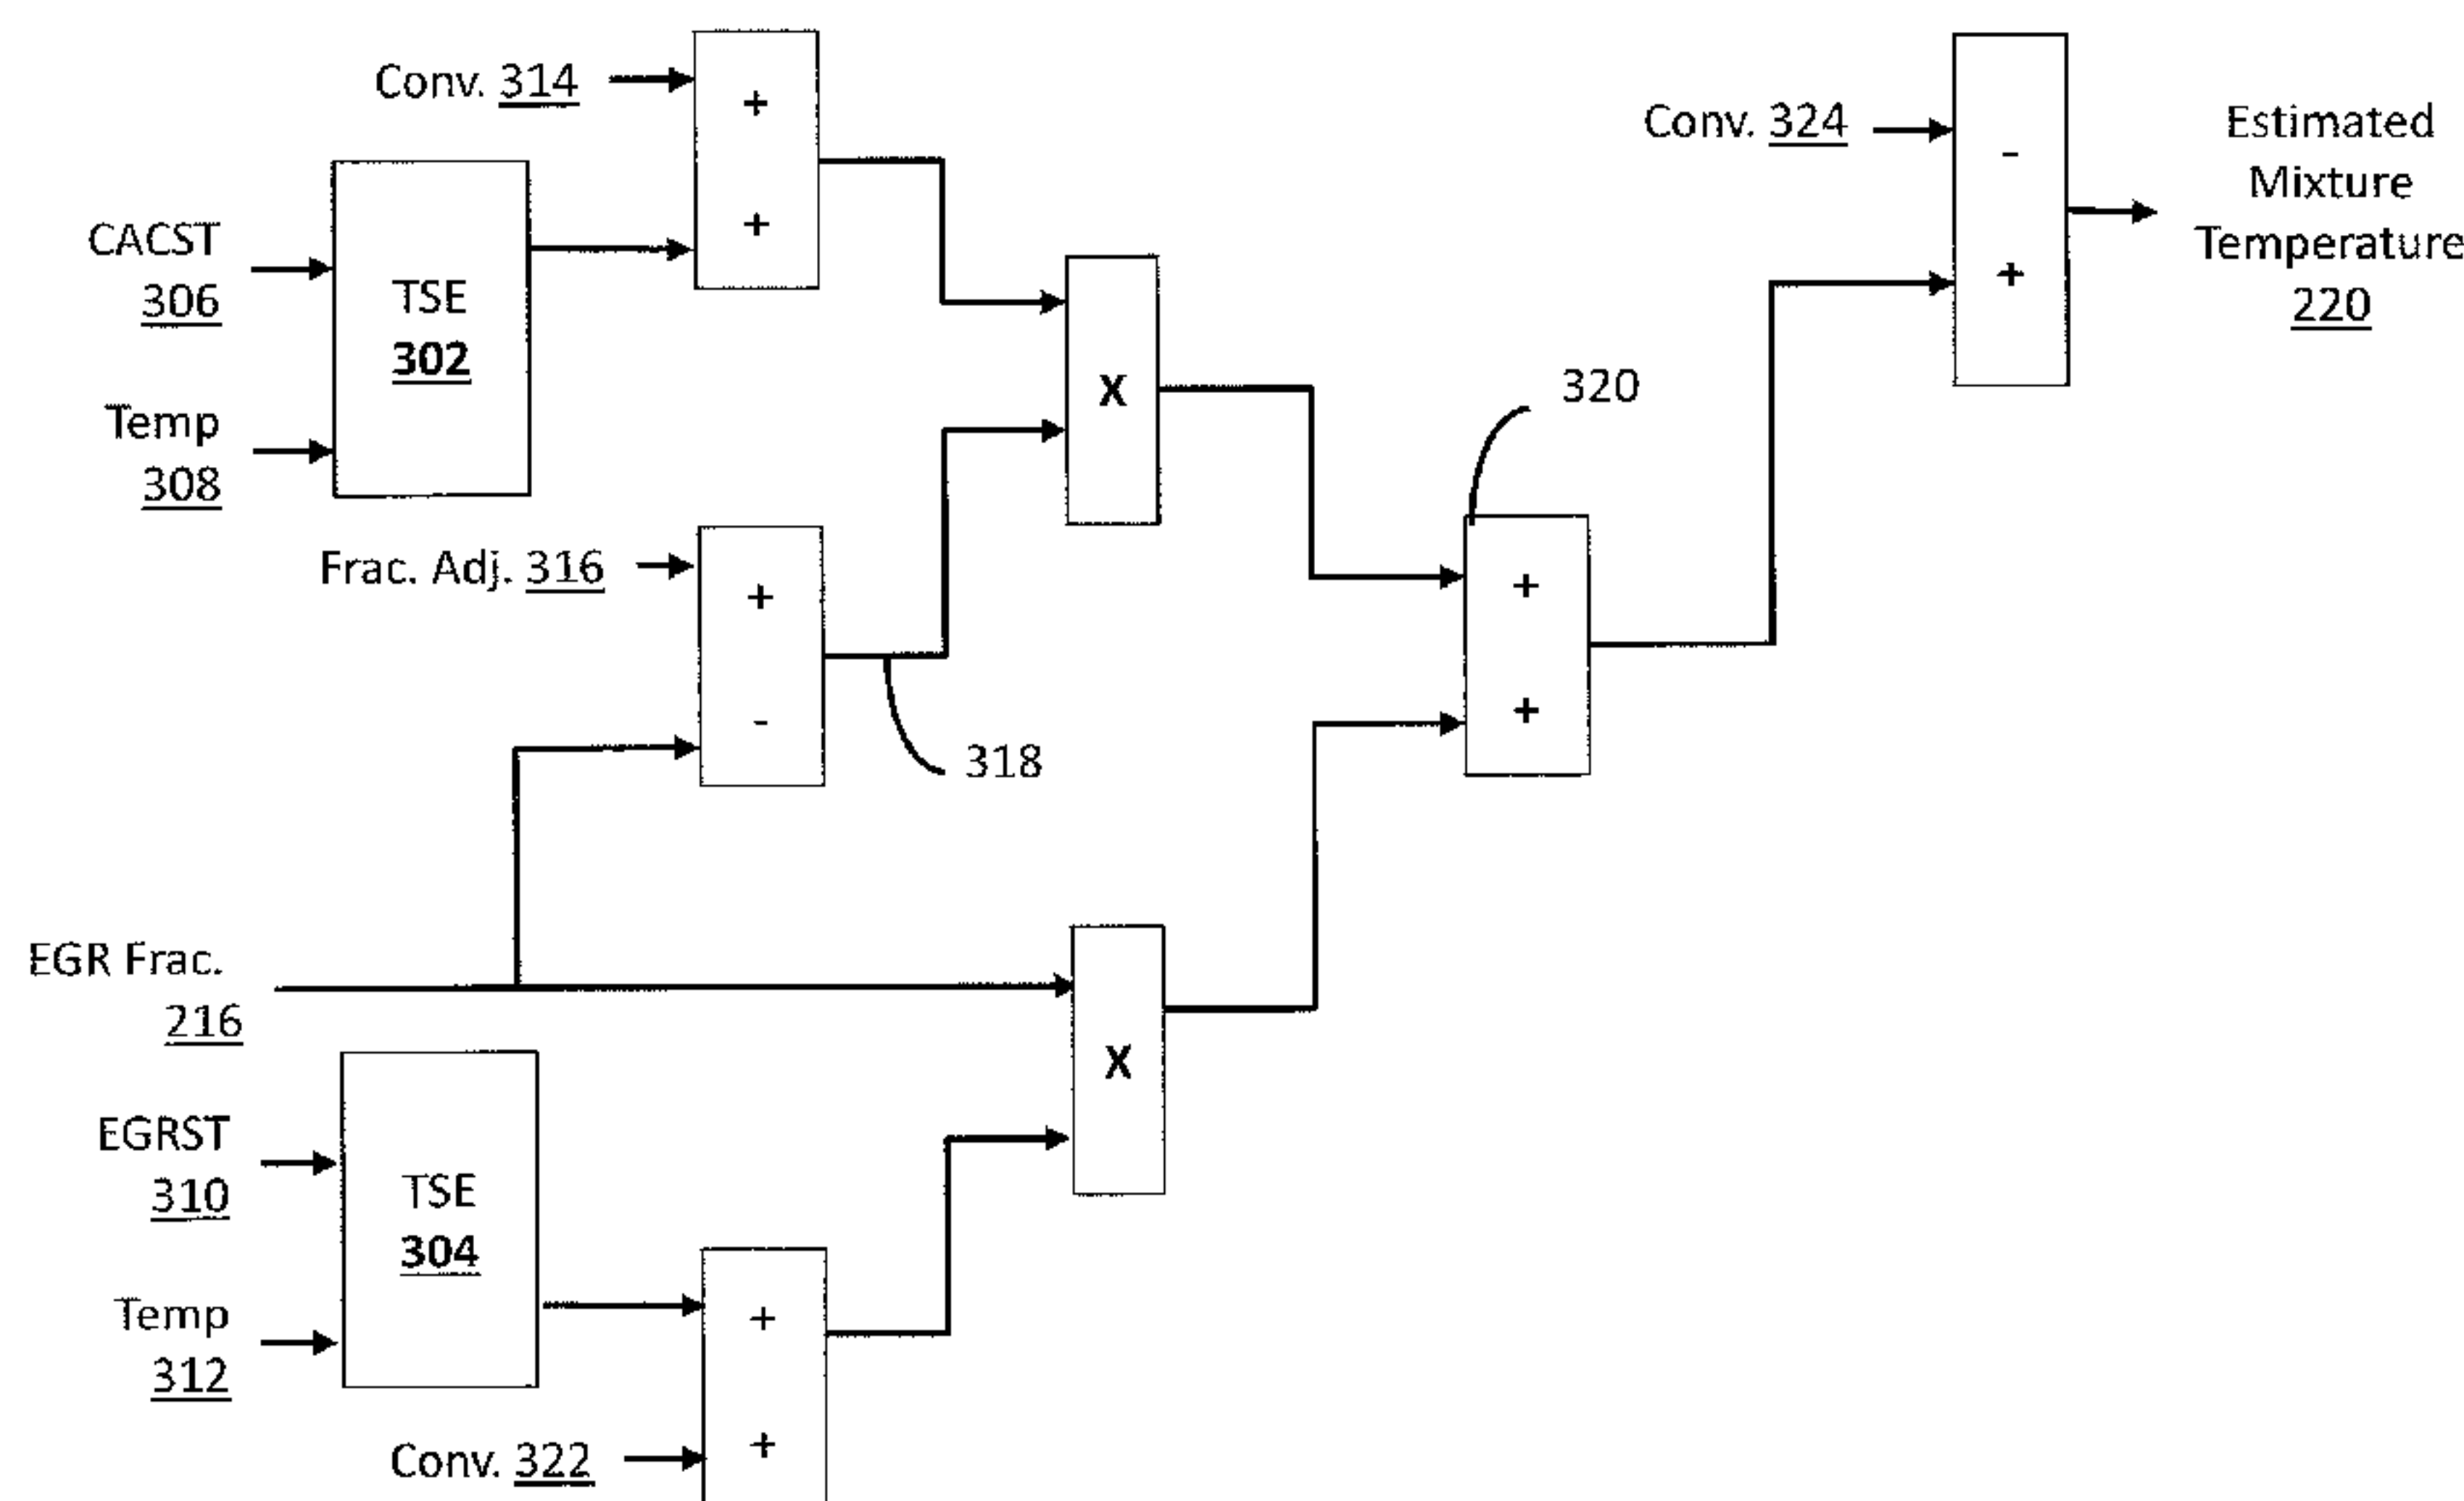 Conv. 314
+
+
CACST
306
TSE
302
Temp
308
X
Conv. 324
-
+
Estimated
Mixture
Temperature
220
320
Frac. Adj. 316
+
-
318
+
+
EGR Frac.
216
X
EGRST
310
TSE
304
Temp
312
+
+
Conv. 322